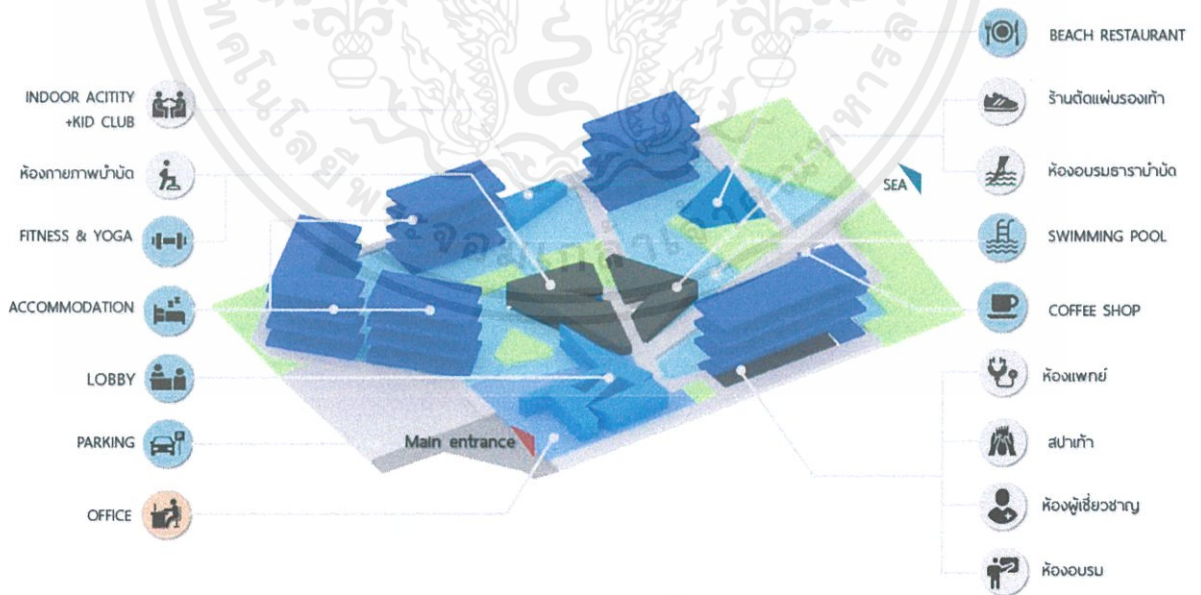 INDOOR ACITITY
+KID CLUB
ห้องกายภาพบำบัด
FITNESS & YOGA
ACCOMMODATION
LOBBY
PARKING
OFFICE
Main entrance
SEA
BEACH RESTAURANT
ร้านตัดแผ่นรองเท้า
ห้องอบรมธาราบำบัด
SWIMMING POOL
COFFEE SHOP
ห้องแพทย์
สปาเท้า
ห้องผู้เชี่ยวชาญ
ห้องอบรม